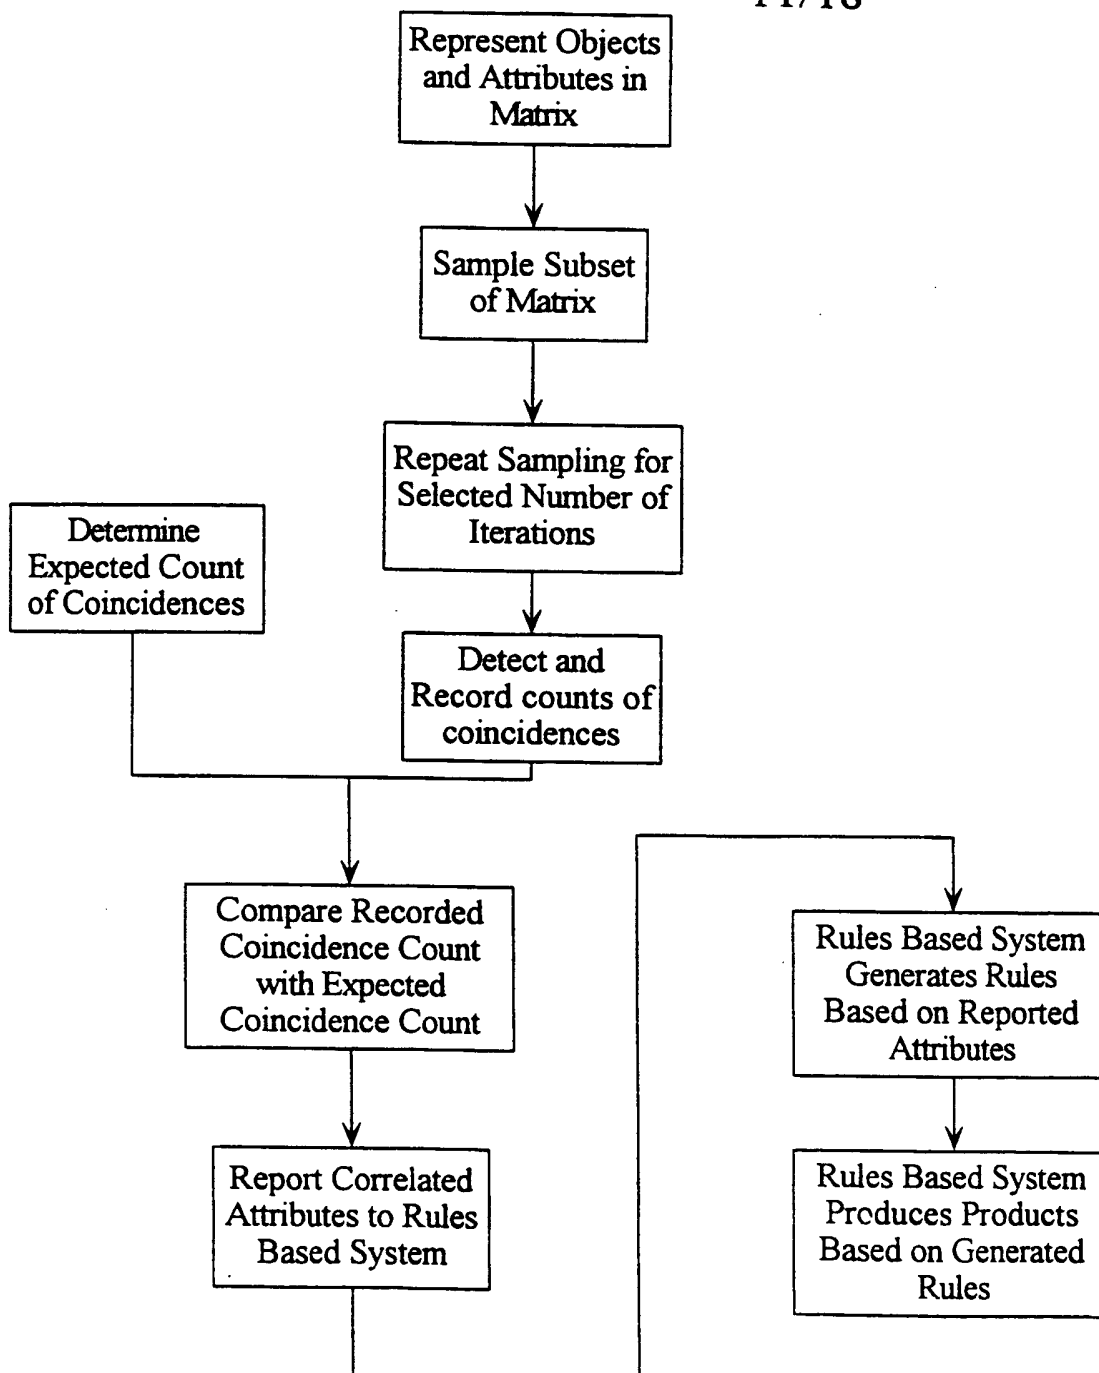 Represent Objects
and Attributes in
Matrix
Sample Subset
of Matrix
Repeat Sampling for
Selected Number of
Iterations
Determine
Expected Count
of Coincidences
Detect and
Record counts of
coincidences
Compare Recorded
Coincidence Count
with Expected
Coincidence Count
Report Correlated
Attributes to Rules
Based System
Rules Based System
Generates Rules
Based on Reported
Attributes
Rules Based System
Produces Products
Based on Generated
Rules